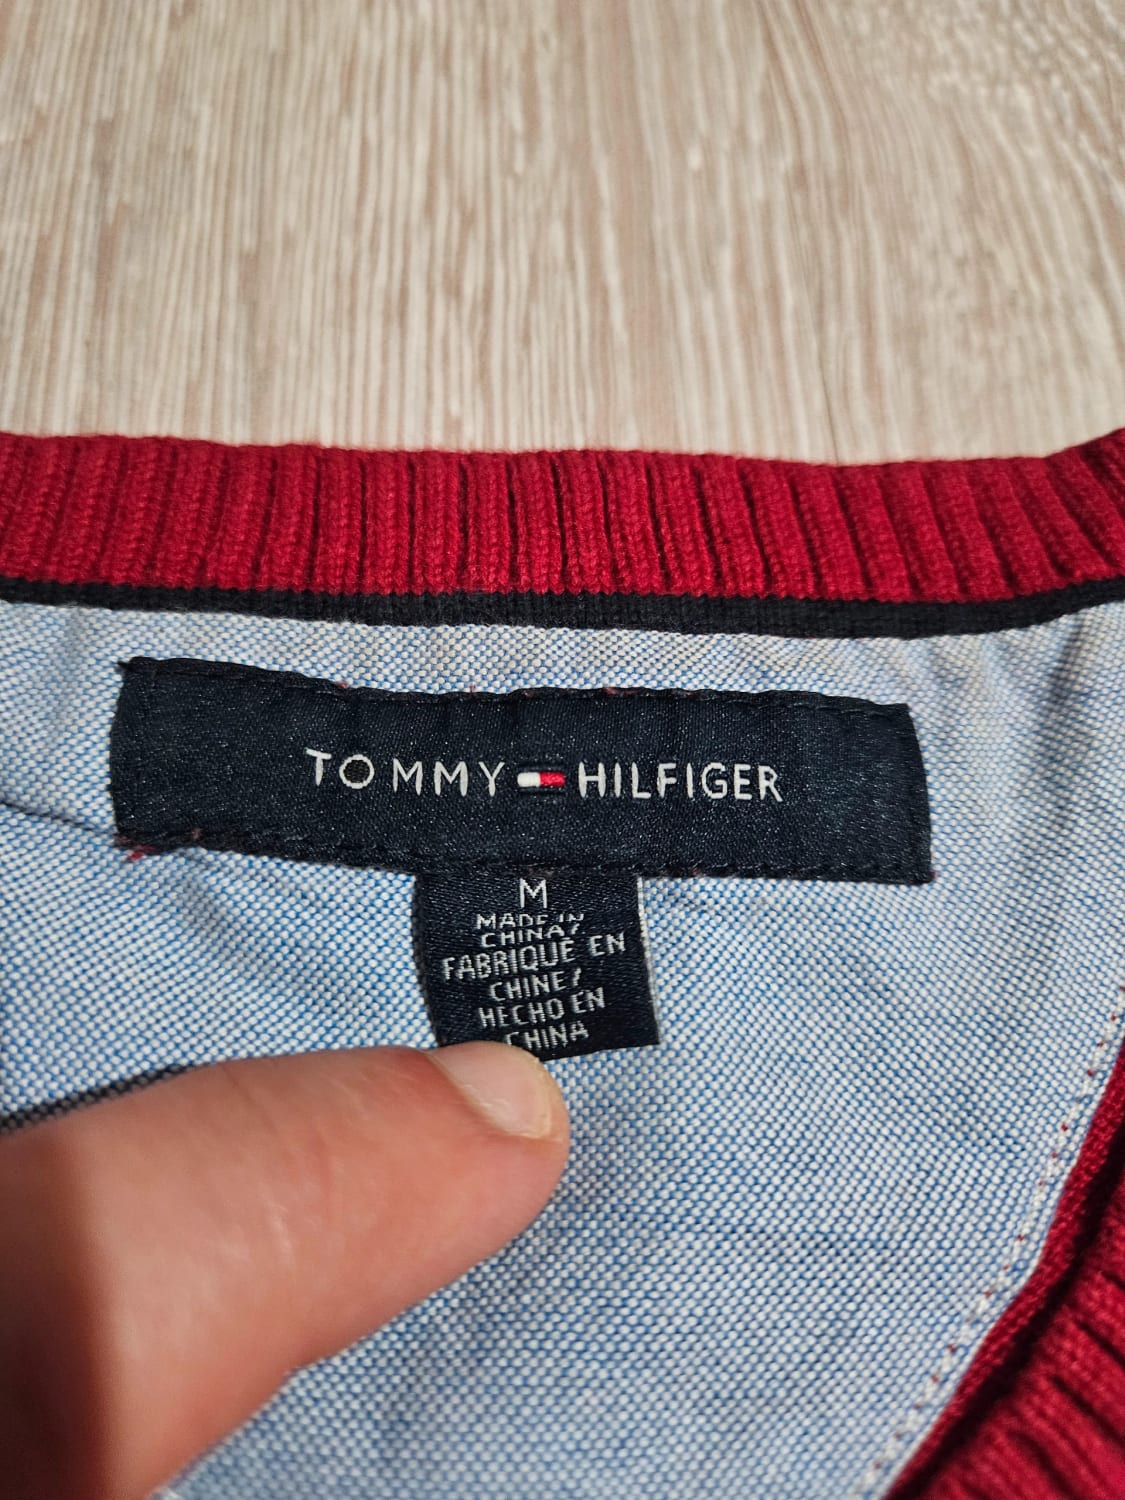 TOMMY HILFIGER
M
MADE IN
CHINA/
FABRIQUÉ EN
CHINE/
HECHO EN
CHINA